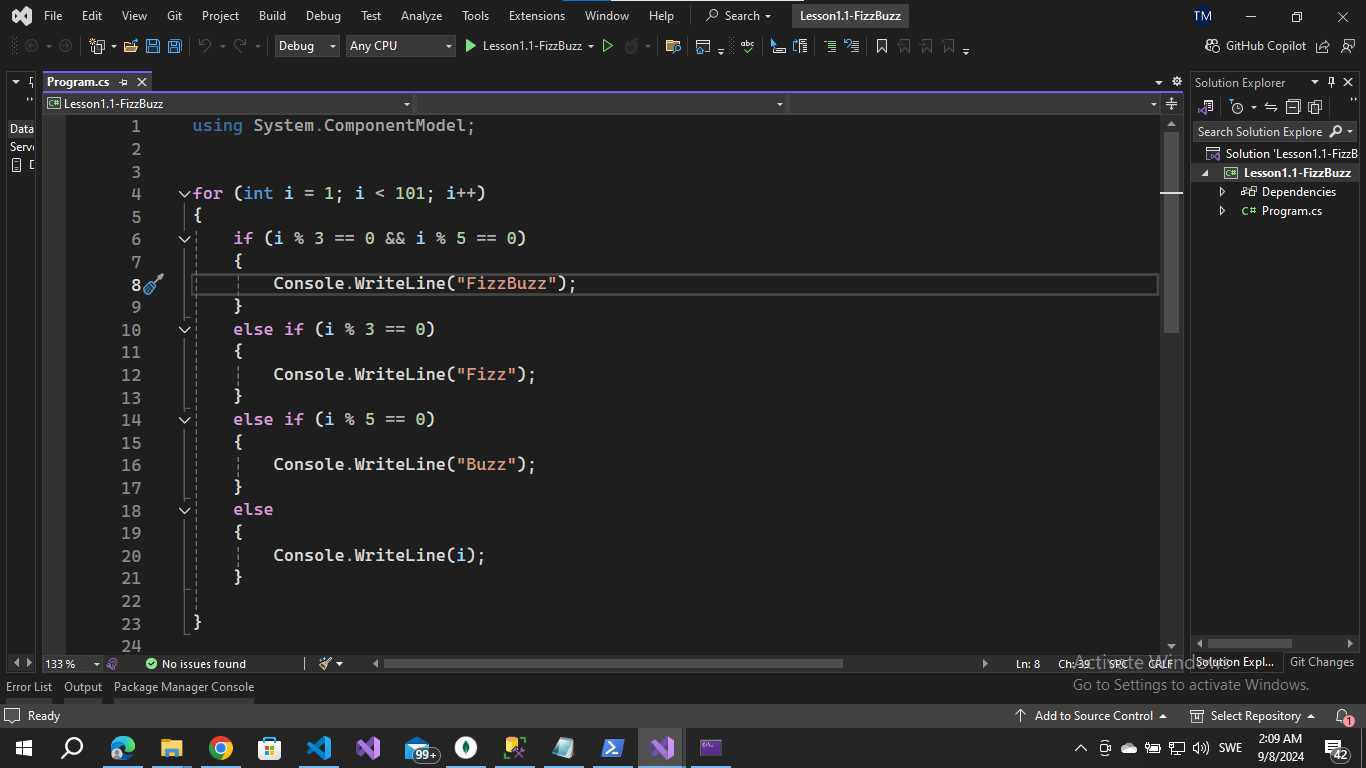 File Edit View Git Project Build Debug Test Analyze Tools Extensions Window Help Search Lesson1.1-FizzBuzz TM
Debug Any CPU Lesson1.1-FizzBuzz abc GitHub Copilot
Program.cs
C# Lesson1.1-FizzBuzz
Data
Serv
1 using System.ComponentModel;
2
3
4 for (int i = 1; i < 101; i++)
5 {
6 if (i % 3 == 0 && i % 5 == 0)
7 {
8 Console.WriteLine("FizzBuzz");
9 }
10 else if (i % 3 == 0)
11 {
12 Console.WriteLine("Fizz");
13 }
14 else if (i % 5 == 0)
15 {
16 Console.WriteLine("Buzz");
17 }
18 else
19 {
20 Console.WriteLine(i);
21 }
22
23 }
24
Solution Explorer
Search Solution Explore
Solution 'Lesson1.1-FizzB
C# Lesson1.1-FizzBuzz
Dependencies
C# Program.cs
133 % No issues found Ln: 8 Ch: 39 SPC CRLF
Solution Expl... Git Changes
Activate Windows
Go to Settings to activate Windows.
Error List Output Package Manager Console
Ready Add to Source Control Select Repository 1
99+ SWE 2:09 AM
9/8/2024 42